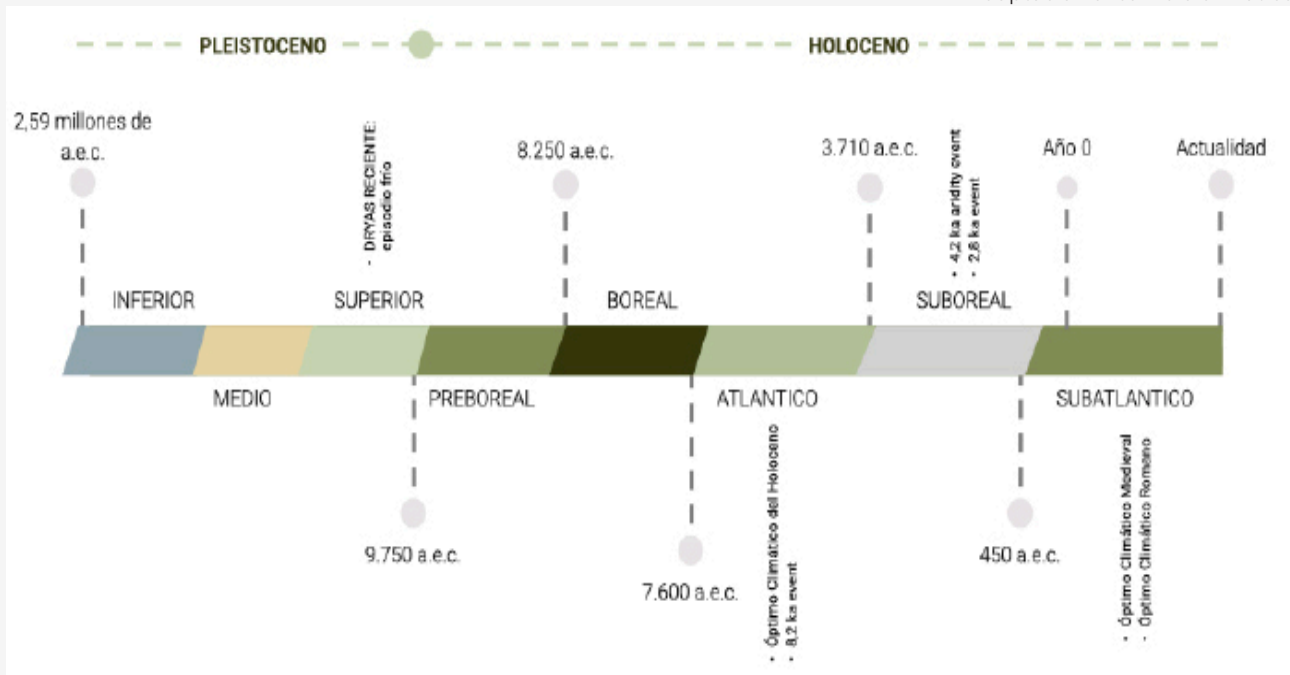 PLEISTOCENO
HOLOCENO
2,59 millones de
a.e.c.
- DRYAS RECIENTE:
episodio frío
8.250 a.e.c.
3.710 a.e.c.
• 4,2 ka aridity event
• 2,8 ka event
Año 0
Actualidad
INFERIOR
SUPERIOR
BOREAL
SUBOREAL
MEDIO
PREBOREAL
ATLANTICO
SUBATLANTICO
9.750 a.e.c.
7.600 a.e.c.
• Óptimo Climático del Holoceno
• 8,2 ka event
450 a.e.c.
• Óptimo Climático Medieval
- Óptimo Climático Romano